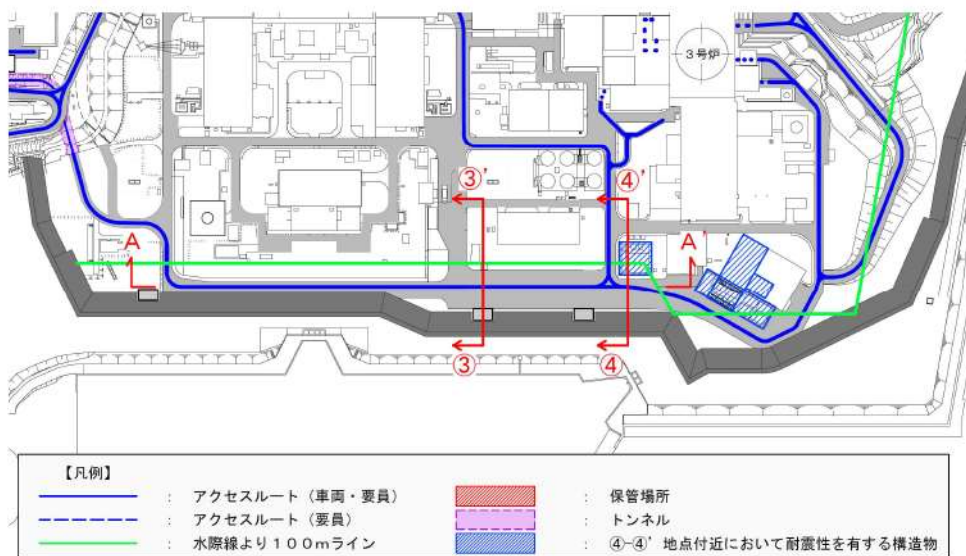 3号炉
③'
④'
A
A'
③
④
【凡例】
: アクセスルート（車両・要員）
: アクセスルート（要員）
: 水際線より１００ｍライン
: 保管場所
: トンネル
: ④-④' 地点付近において耐震性を有する構造物